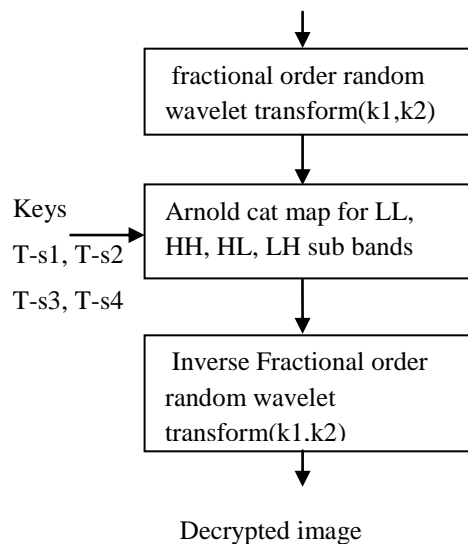 fractional order random
wavelet transform(k1,k2)
Keys
T-s1, T-s2
T-s3, T-s4
Arnold cat map for LL,
HH, HL, LH sub bands
Inverse Fractional order
random wavelet
transform(k1,k2)
Decrypted image